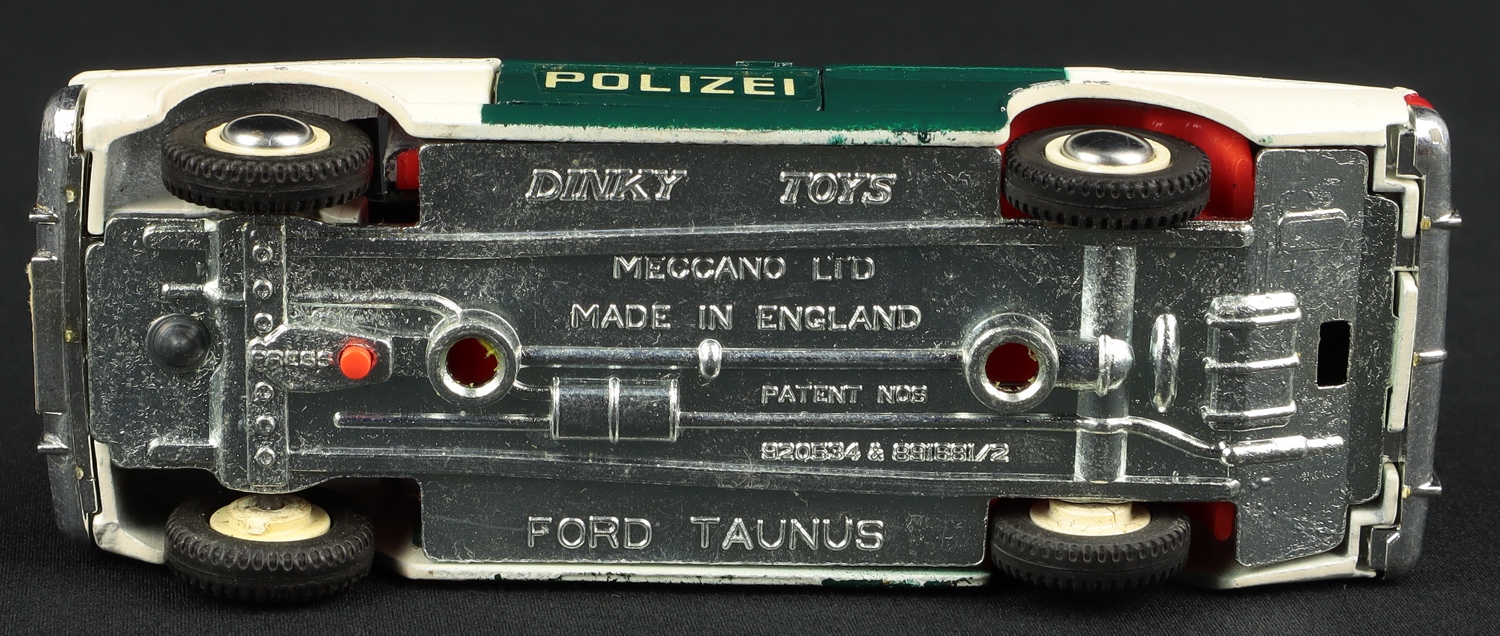 POLIZEI
DINKY TOYS
MECCANO LTD
MADE IN ENGLAND
PRESS
PATENT NOS
920534 & 891681/2
FORD TAUNUS